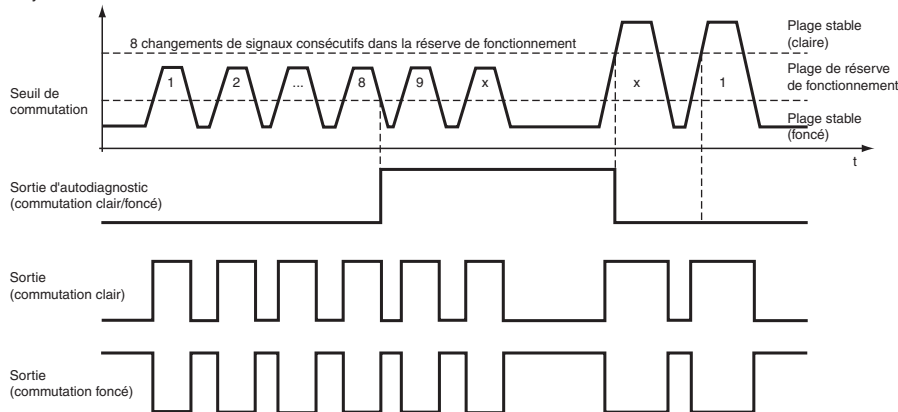 8 changements de signaux consécutifs dans la réserve de fonctionnement
Plage stable
(claire)
Seuil de
commutation
1
2
...
8
9
x
x
1
Plage de réserve
de fonctionnement
Plage stable
(foncé)
t
Sortie d'autodiagnostic
(commutation clair/foncé)
Sortie
(commutation clair)
Sortie
(commutation foncé)